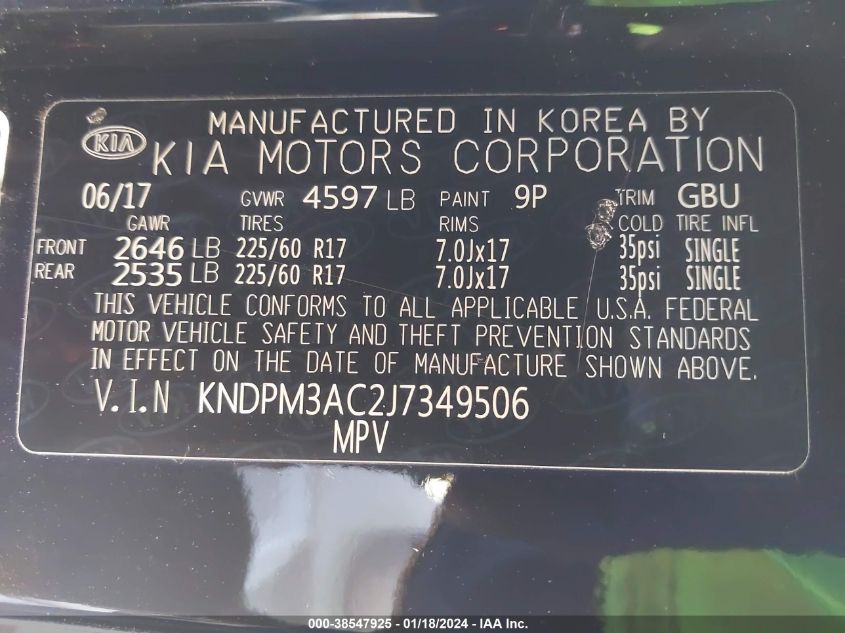 MANUFACTURED IN KOREA BY
KIA KIA MOTORS CORPORATION
06/17 GVWR 4597 LB PAINT 9P TRIM GBU
GAWR TIRES RIMS COLD TIRE INFL
FRONT 2646 LB 225/60 R17 7.0Jx17 35psi SINGLE
REAR 2535 LB 225/60 R17 7.0Jx17 35psi SINGLE
THIS VEHICLE CONFORMS TO ALL APPLICABLE U.S.A. FEDERAL
MOTOR VEHICLE SAFETY AND THEFT PREVENTION STANDARDS
IN EFFECT ON THE DATE OF MANUFACTURE SHOWN ABOVE.
V.I.N KNDPM3AC2J7349506
MPV
000-38547925 - 01/18/2024 - IAA Inc.